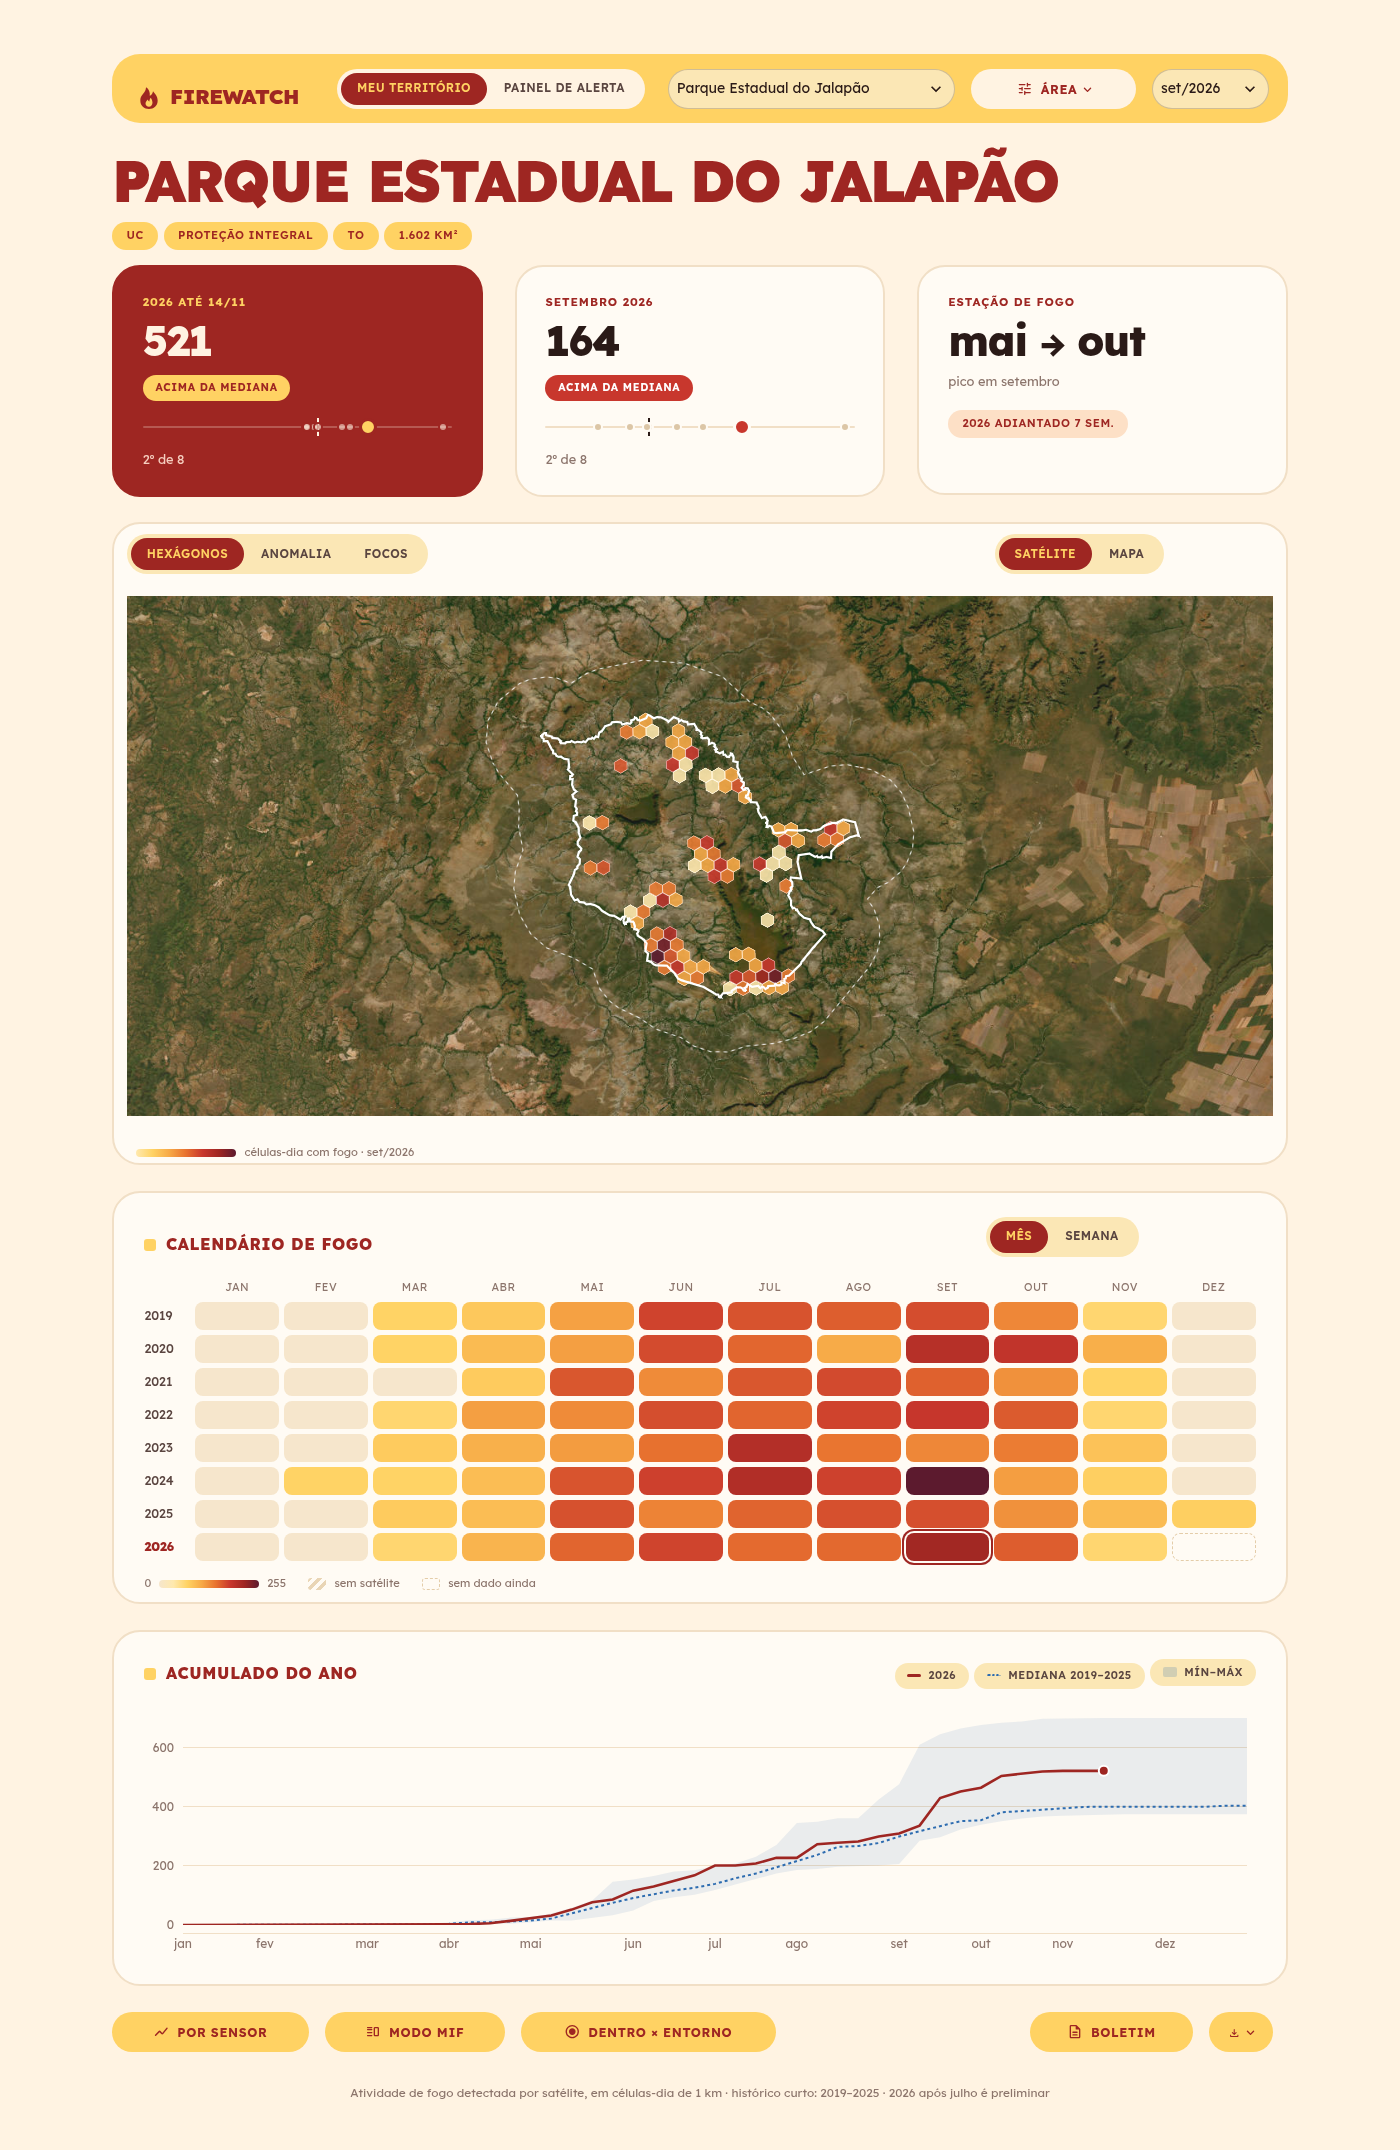 FIREWATCH
MEU TERRITÓRIO
PAINEL DE ALERTA
Parque Estadual do Jalapão
ÁREA
set/2026
PARQUE ESTADUAL DO JALAPÃO
UC
PROTEÇÃO INTEGRAL
TO
1.602 KM²
2026 ATÉ 14/11
521
ACIMA DA MEDIANA
2º de 8
SETEMBRO 2026
164
ACIMA DA MEDIANA
2º de 8
ESTAÇÃO DE FOGO
mai → out
pico em setembro
2026 ADIANTADO 7 SEM.
HEXÁGONOS
ANOMALIA
FOCOS
SATÉLITE
MAPA
células-dia com fogo · set/2026
CALENDÁRIO DE FOGO
MÊS
SEMANA
JAN FEV MAR ABR MAI JUN JUL AGO SET OUT NOV DEZ
2019
2020
2021
2022
2023
2024
2025
2026
0 255 sem satélite sem dado ainda
ACUMULADO DO ANO
2026
MEDIANA 2019–2025
MÍN–MÁX
600
400
200
0
jan fev mar abr mai jun jul ago set out nov dez
POR SENSOR
MODO MIF
DENTRO × ENTORNO
BOLETIM
Atividade de fogo detectada por satélite, em células-dia de 1 km · histórico curto: 2019–2025 · 2026 após julho é preliminar